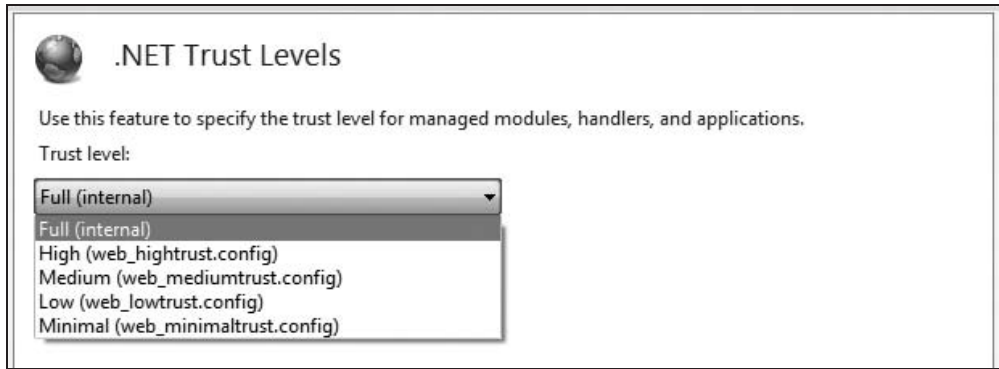 .NET Trust Levels
Use this feature to specify the trust level for managed modules, handlers, and applications.
Trust level:
Full (internal)
Full (internal)
High (web_hightrust.config)
Medium (web_mediumtrust.config)
Low (web_lowtrust.config)
Minimal (web_minimaltrust.config)